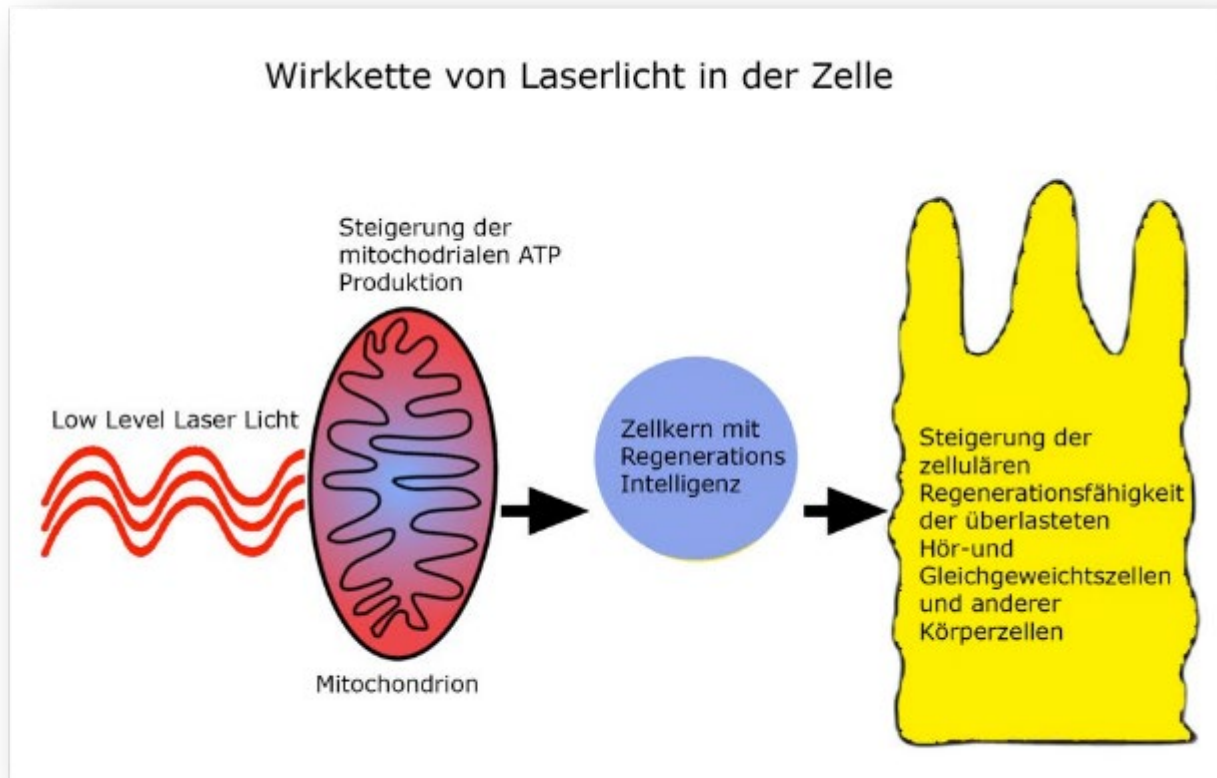 Wirkkette von Laserlicht in der Zelle
Steigerung der
mitochodrialen ATP
Produktion
Low Level Laser Licht
Mitochondrion
Zellkern mit
Regenerations
Intelligenz
Steigerung der
zellulären
Regenerationsfähigkeit
der überlasteten
Hör-und
Gleichgeweichtszellen
und anderer
Körperzellen